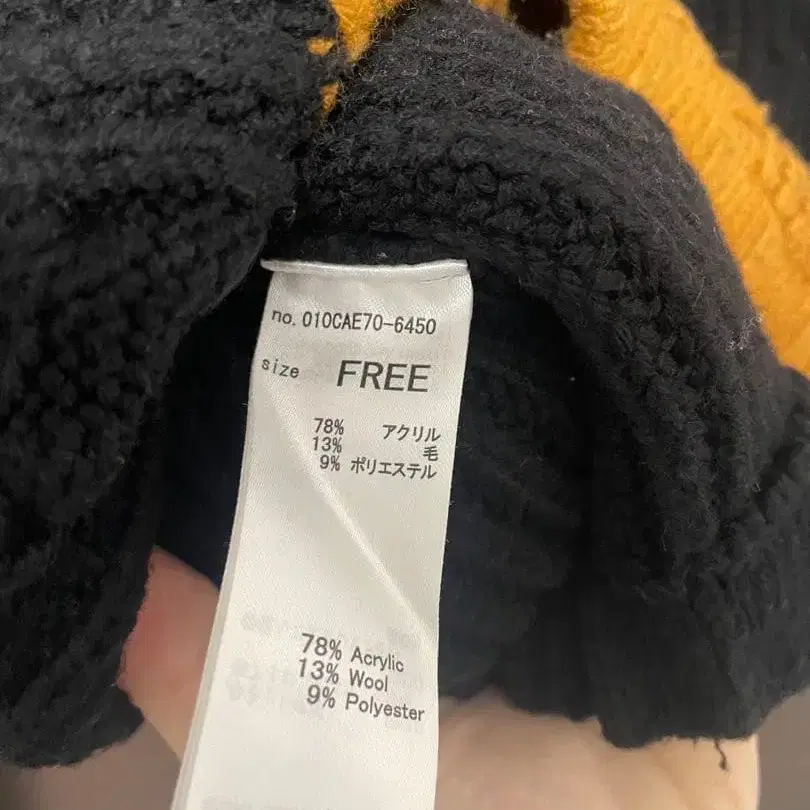 no. 010CAE70-6450
size FREE
78% アクリル
13% 毛
9% ポリエステル
78% Acrylic
13% Wool
9% Polyester